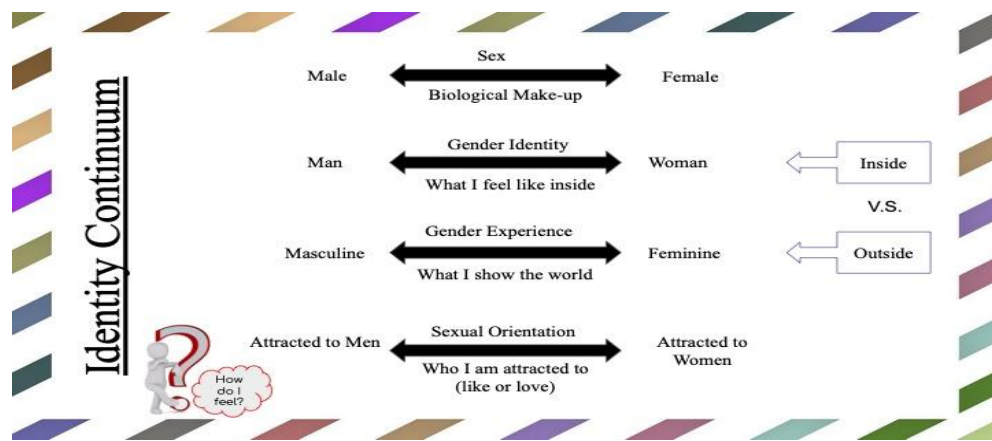 Identity Continuum
Sex
Male
Female
Biological Make-up
Gender Identity
Man
Woman
What I feel like inside
Inside
V.S.
Gender Experience
Masculine
Feminine
What I show the world
Outside
Sexual Orientation
Attracted to Men
Attracted to
Women
Who I am attracted to
(like or love)
How
do I
feel?